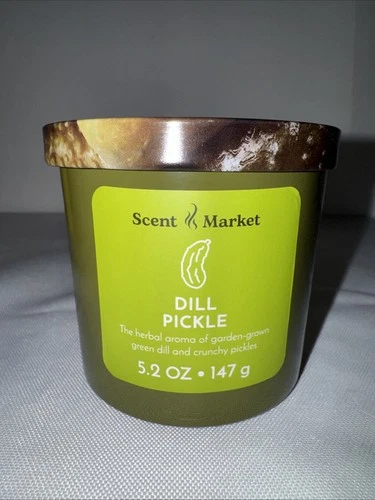 Scent Market
DILL
PICKLE
The herbal aroma of garden-grown
green dill and crunchy pickles
5.2 OZ • 147 g